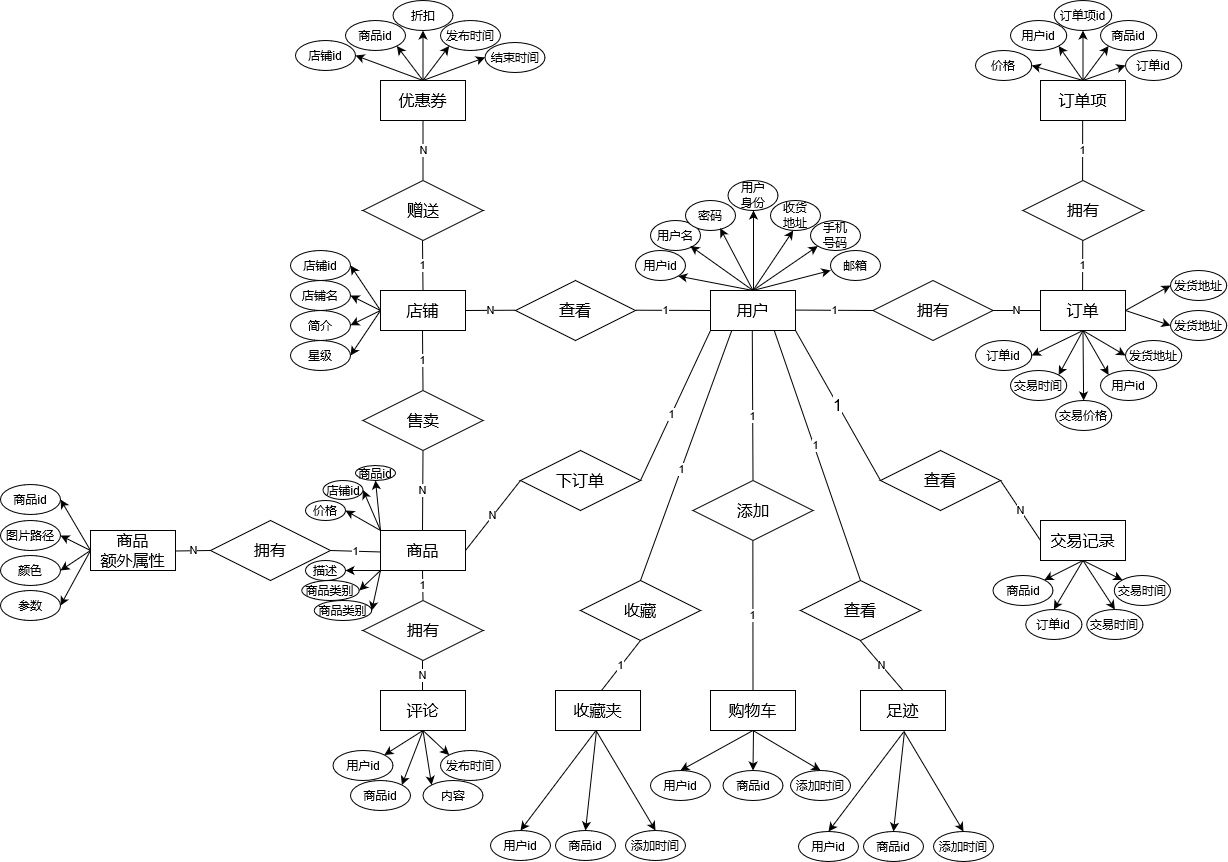 折扣
商品id
发布时间
店铺id
结束时间
优惠券
N
赠送
1
订单项id
用户id
商品id
价格
订单id
订单项
1
拥有
1
店铺id
店铺名
简介
星级
店铺
N
查看
1
用户
身份
密码
收货
地址
用户名
手机
号码
用户id
邮箱
用户
1
拥有
N
订单
发货地址
发货地址
订单id
发货地址
交易时间
用户id
交易价格
1
售卖
N
1
下订单
N
1
1
1
1
查看
N
交易记录
商品id
交易时间
订单id
交易时间
商品id
图片路径
颜色
参数
商品
额外属性
N
拥有
1
商品id
店铺id
价格
商品
描述
商品类别
商品类别
1
拥有
N
评论
用户id
发布时间
商品id
内容
收藏
1
收藏夹
用户id
商品id
添加时间
添加
1
购物车
用户id
商品id
添加时间
查看
N
足迹
用户id
商品id
添加时间